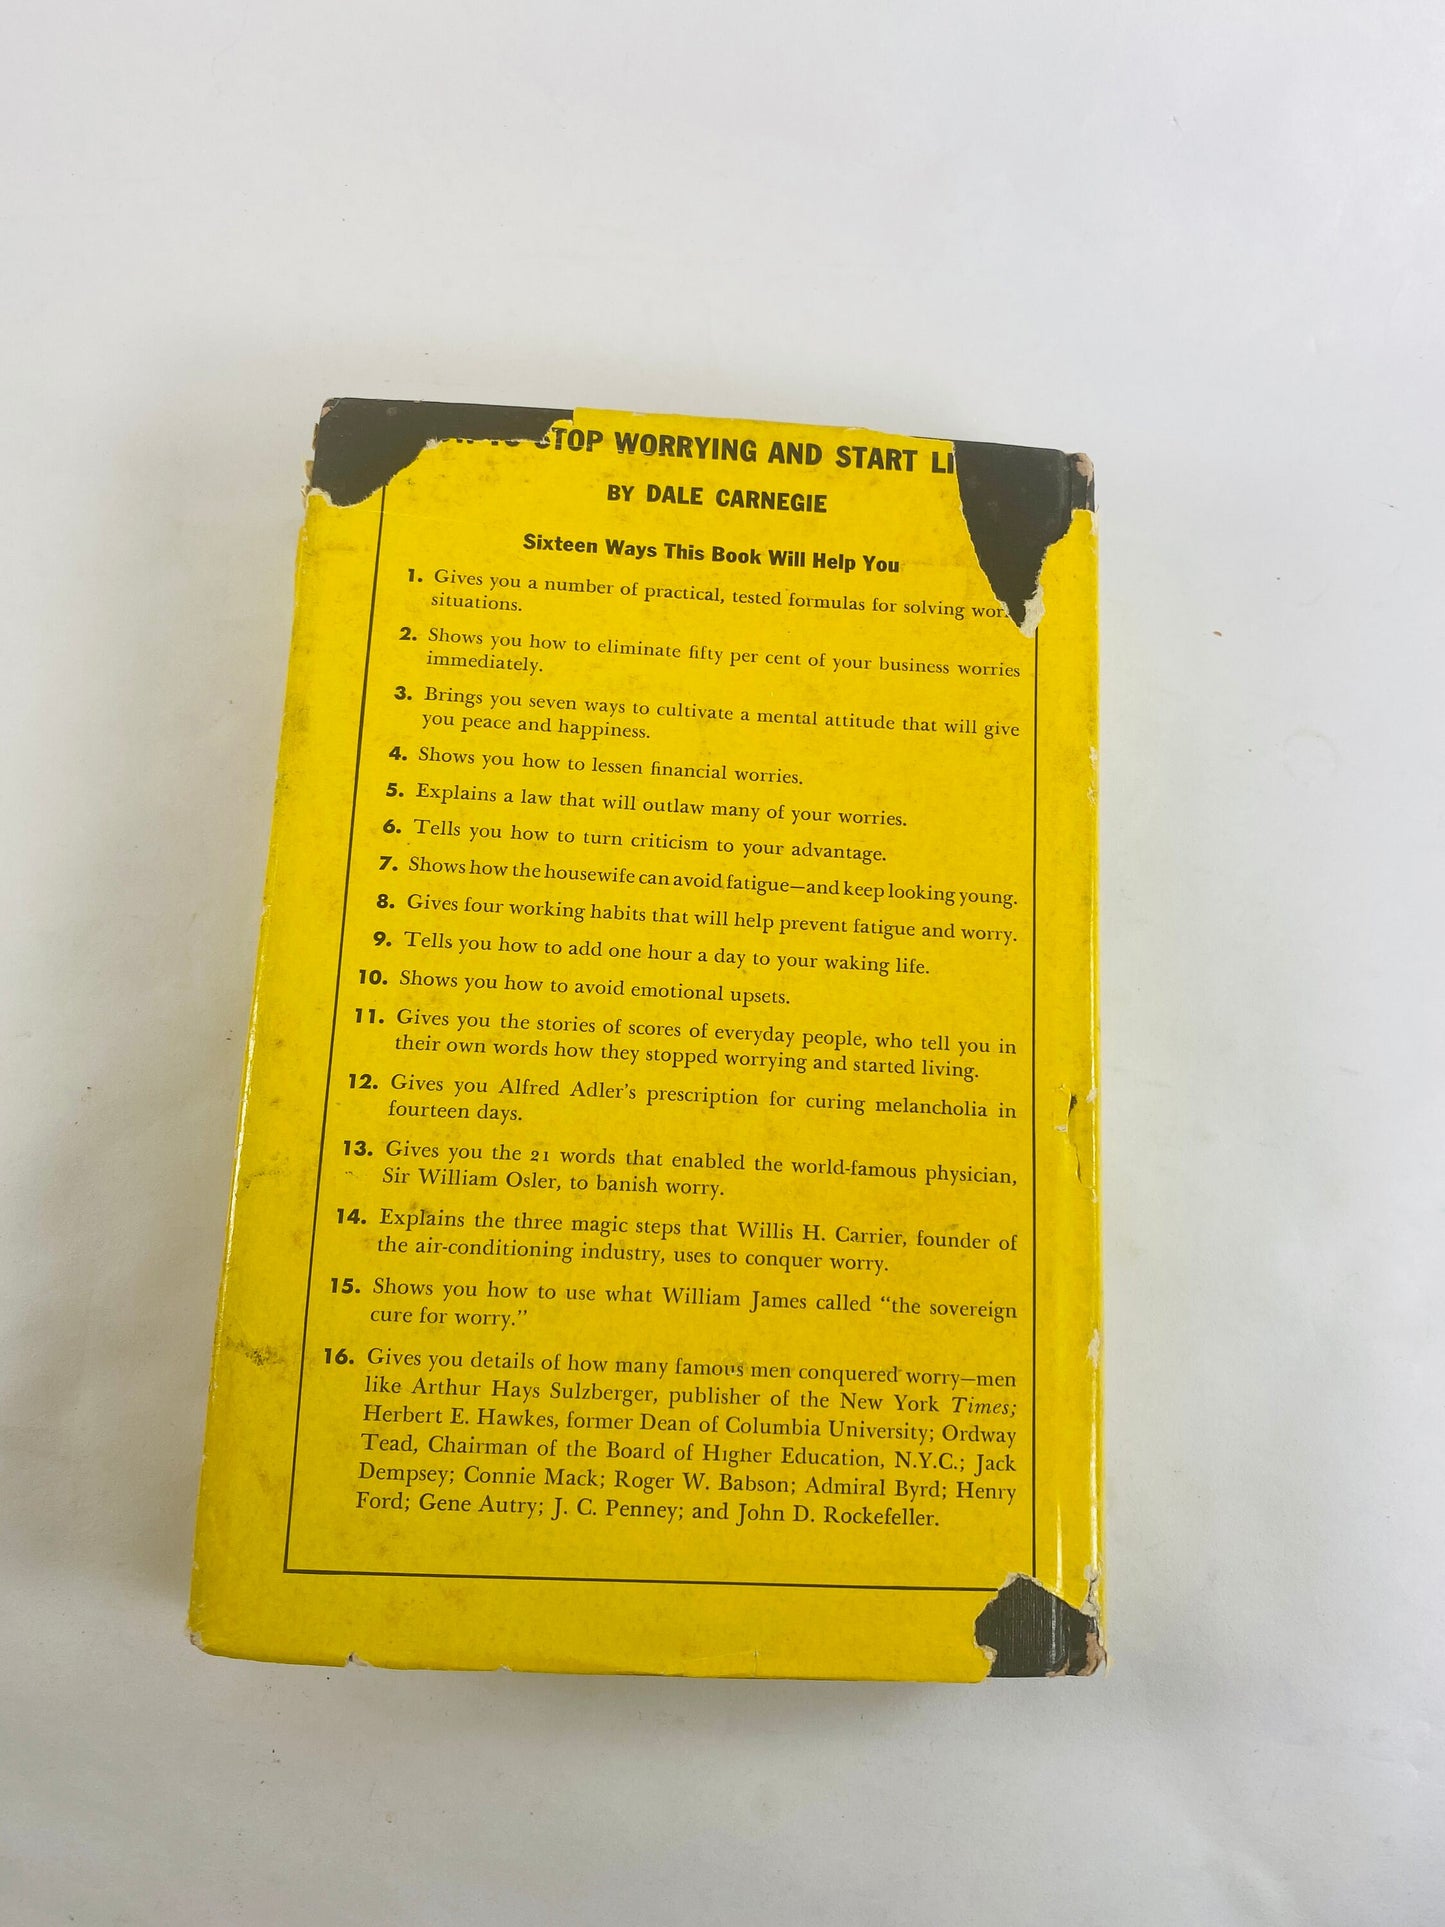 STOP WORRYING AND START LI
BY DALE CARNEGIE
Sixteen Ways This Book Will Help You
1. Gives you a number of practical, tested formulas for solving wor
situations.
2. Shows you how to eliminate fifty per cent of your business worries
immediately.
3. Brings you seven ways to cultivate a mental attitude that will give
you peace and happiness.
4. Shows you how to lessen financial worries.
5. Explains a law that will outlaw many of your worries.
6. Tells you how to turn criticism to your advantage.
7. Shows how the housewife can avoid fatigue—and keep looking young.
8. Gives four working habits that will help prevent fatigue and worry.
9. Tells you how to add one hour a day to your waking life.
10. Shows you how to avoid emotional upsets.
11. Gives you the stories of scores of everyday people, who tell you in
their own words how they stopped worrying and started living.
12. Gives you Alfred Adler's prescription for curing melancholia in
fourteen days.
13. Gives you the 21 words that enabled the world-famous physician,
Sir William Osler, to banish worry.
14. Explains the three magic steps that Willis H. Carrier, founder of
the air-conditioning industry, uses to conquer worry.
15. Shows you how to use what William James called "the sovereign
cure for worry."
16. Gives you details of how many famous men conquered worry—men
like Arthur Hays Sulzberger, publisher of the New York Times;
Herbert E. Hawkes, former Dean of Columbia University; Ordway
Tead, Chairman of the Board of Higher Education, N.Y.C.; Jack
Dempsey; Connie Mack; Roger W. Babson; Admiral Byrd; Henry
Ford; Gene Autry; J. C. Penney; and John D. Rockefeller.